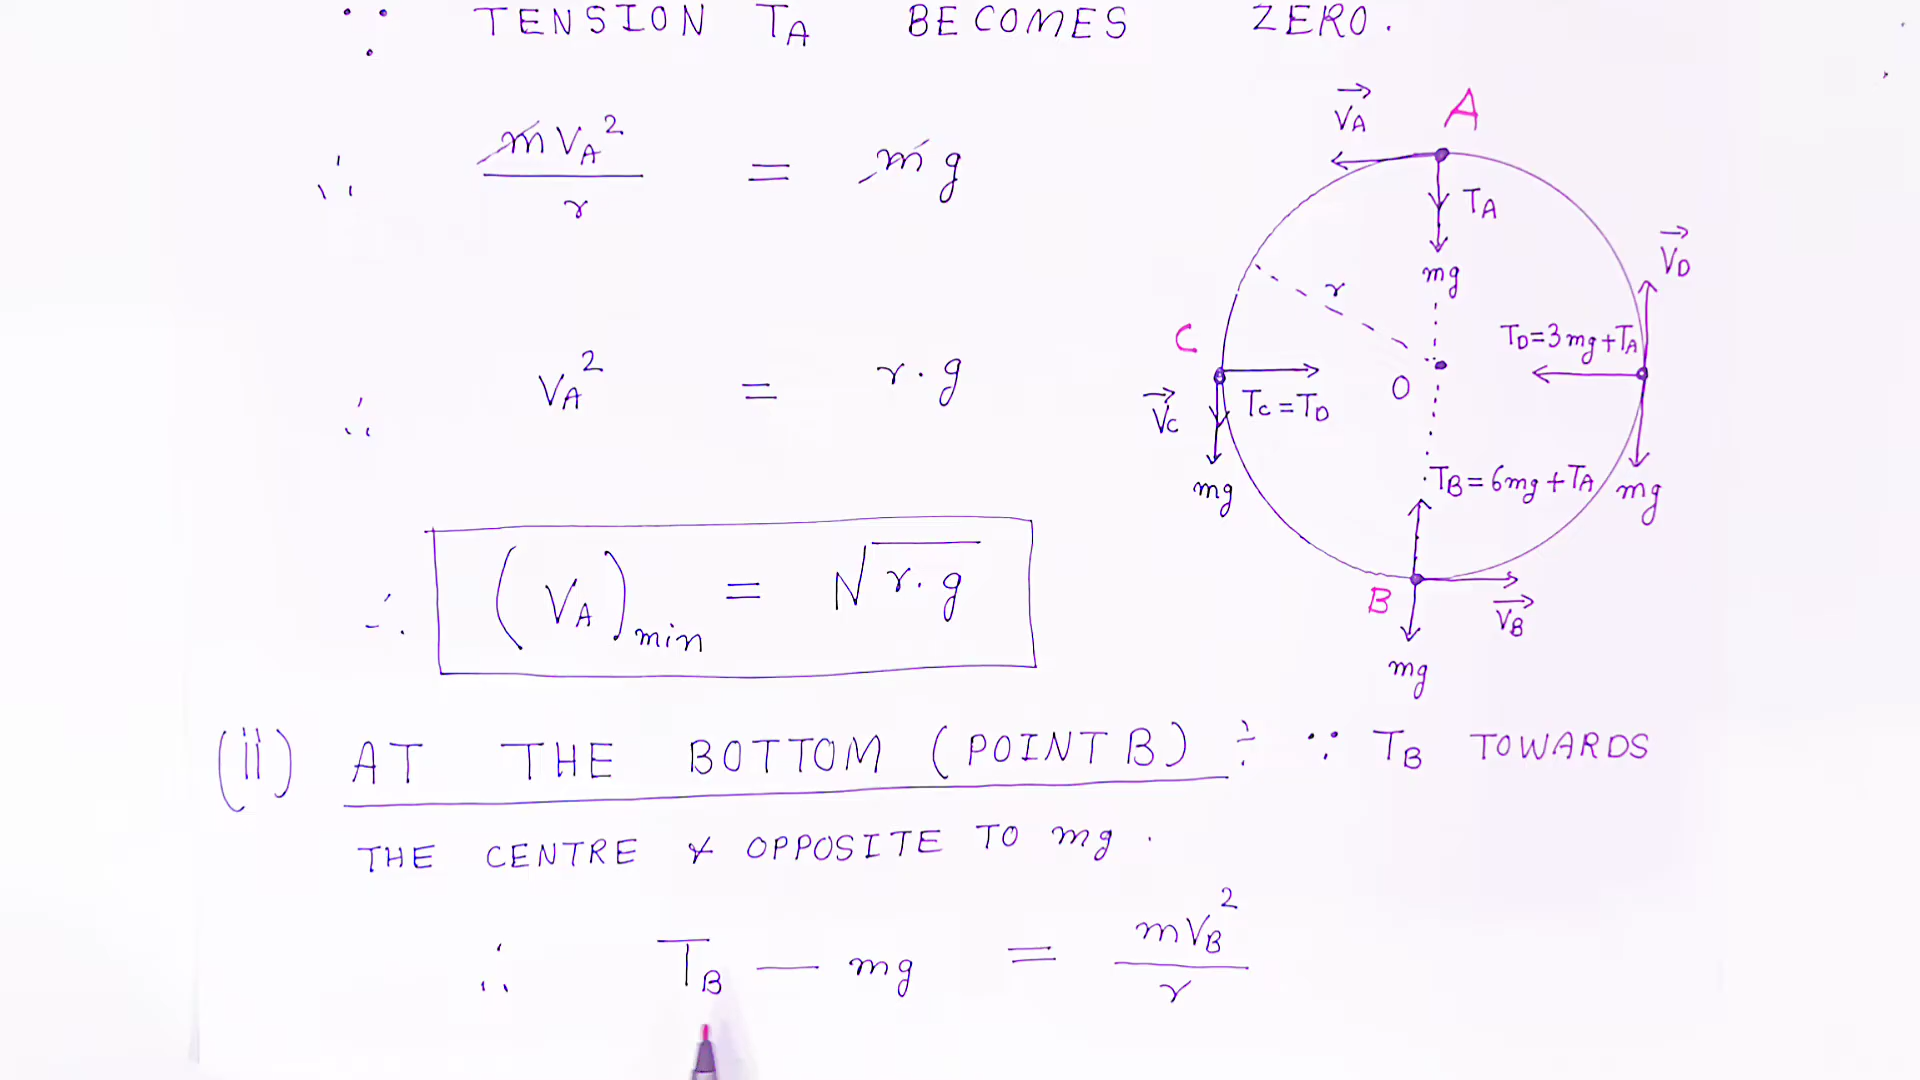 ∵ TENSION T_A BECOMES ZERO.
∴ mV_A²/r = mg
∴ V_A² = r·g
∴ (V_A)min = √r·g
V_A→
A
T_A
mg
V_D→
r
C
T_D=3mg+T_A
O
V_C→
T_C=T_D
mg
T_B=6mg+T_A
mg
B
V_B→
mg
(ii) AT THE BOTTOM (POINT B) ÷ ∵ T_B TOWARDS
THE CENTRE & OPPOSITE TO mg.
∴ T_B — mg = mV_B²/r